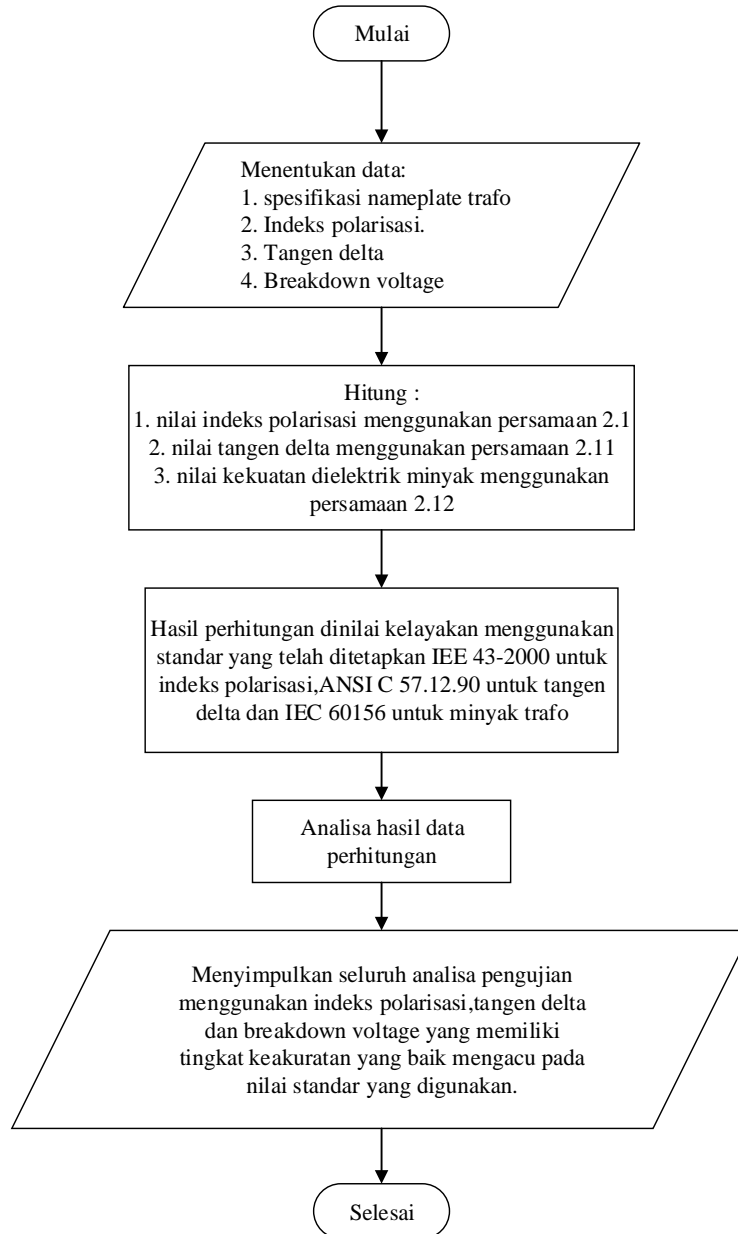 Mulai
Menentukan data:
1. spesifikasi nameplate trafo
2. Indeks polarisasi.
3. Tangen delta
4. Breakdown voltage
Hitung :
1. nilai indeks polarisasi menggunakan persamaan 2.1
2. nilai tangen delta menggunakan persamaan 2.11
3. nilai kekuatan dielektrik minyak menggunakan
persamaan 2.12
Hasil perhitungan dinilai kelayakan menggunakan
standar yang telah ditetapkan IEE 43-2000 untuk
indeks polarisasi,ANSI C 57.12.90 untuk tangen
delta dan IEC 60156 untuk minyak trafo
Analisa hasil data
perhitungan
Menyimpulkan seluruh analisa pengujian
menggunakan indeks polarisasi,tangen delta
dan breakdown voltage yang memiliki
tingkat keakuratan yang baik mengacu pada
nilai standar yang digunakan.
Selesai